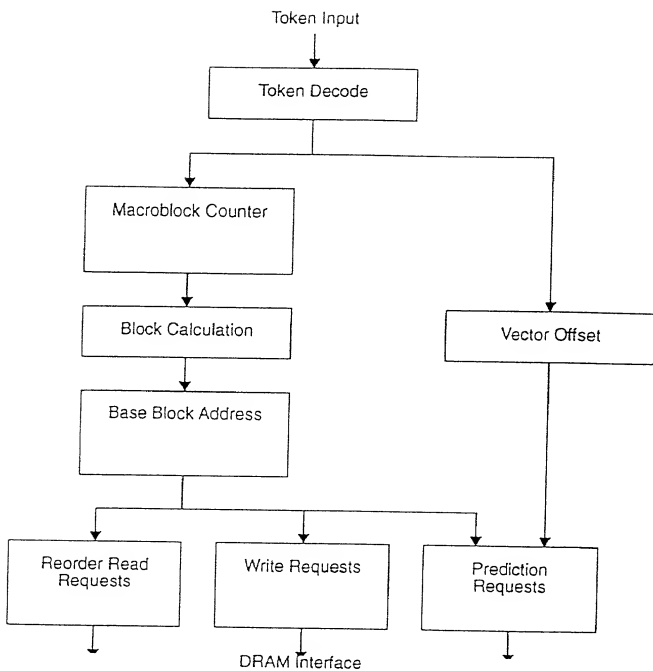 Token Input
Token Decode
Macroblock Counter
Block Calculation
Vector Offset
Base Block Address
Reorder Read
Requests
Write Requests
Prediction
Requests
DRAM Interface